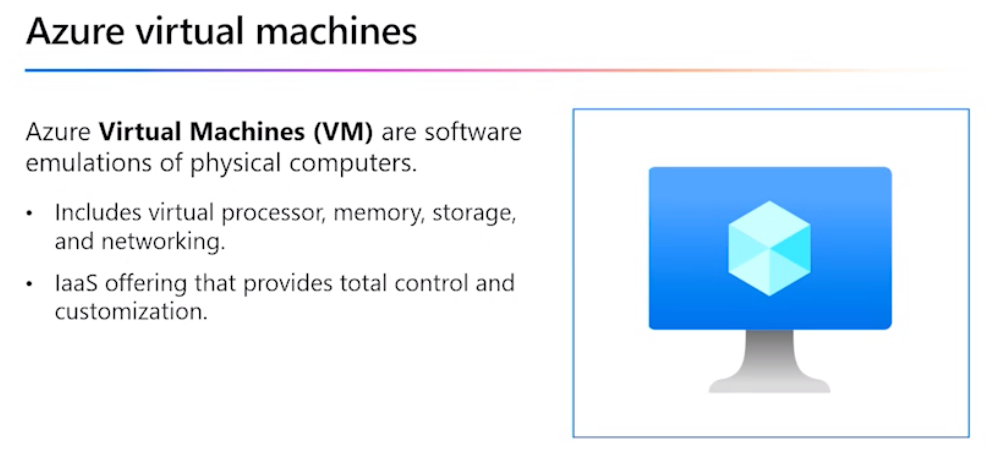 Azure virtual machines
Azure Virtual Machines (VM) are software
emulations of physical computers.
• Includes virtual processor, memory, storage,
and networking.
• IaaS offering that provides total control and
customization.